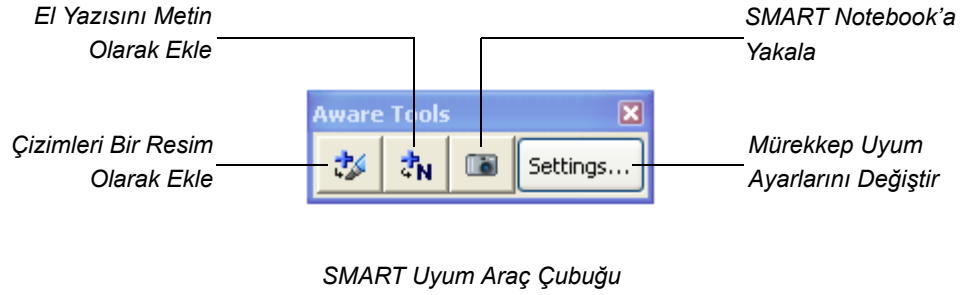 El Yazısını Metin
Olarak Ekle
SMART Notebook'a
Yakala
Aware Tools
Çizimleri Bir Resim
Olarak Ekle
N
Settings...
Mürekkep Uyum
Ayarlarını Değiştir
SMART Uyum Araç Çubuğu